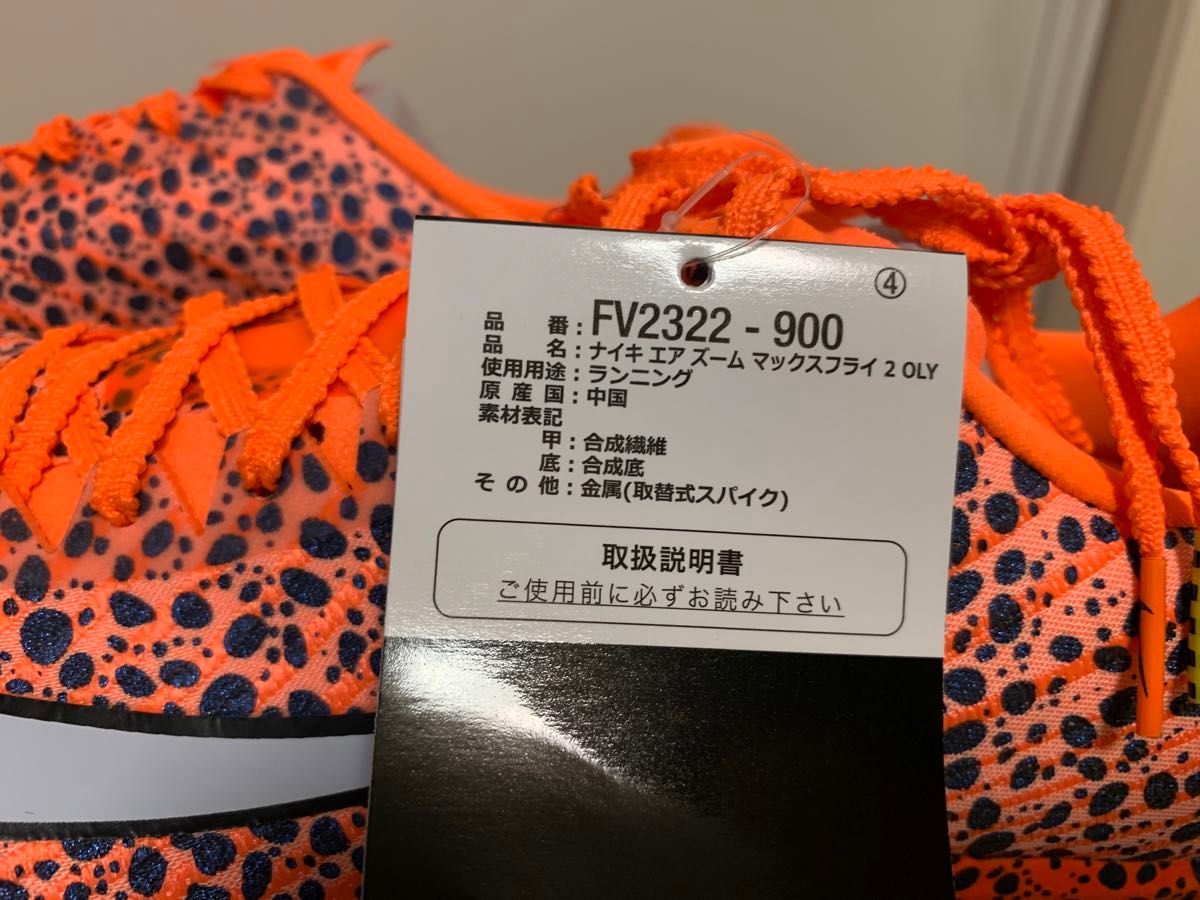 ④
品番:FV2322-900
品名:ナイキ エア ズーム マックスフライ 2 OLY
使用用途:ランニング
原産国:中国
素材表記
甲:合成繊維
底:合成底
その他:金属(取替式スパイク)
取扱説明書
ご使用前に必ずお読み下さい